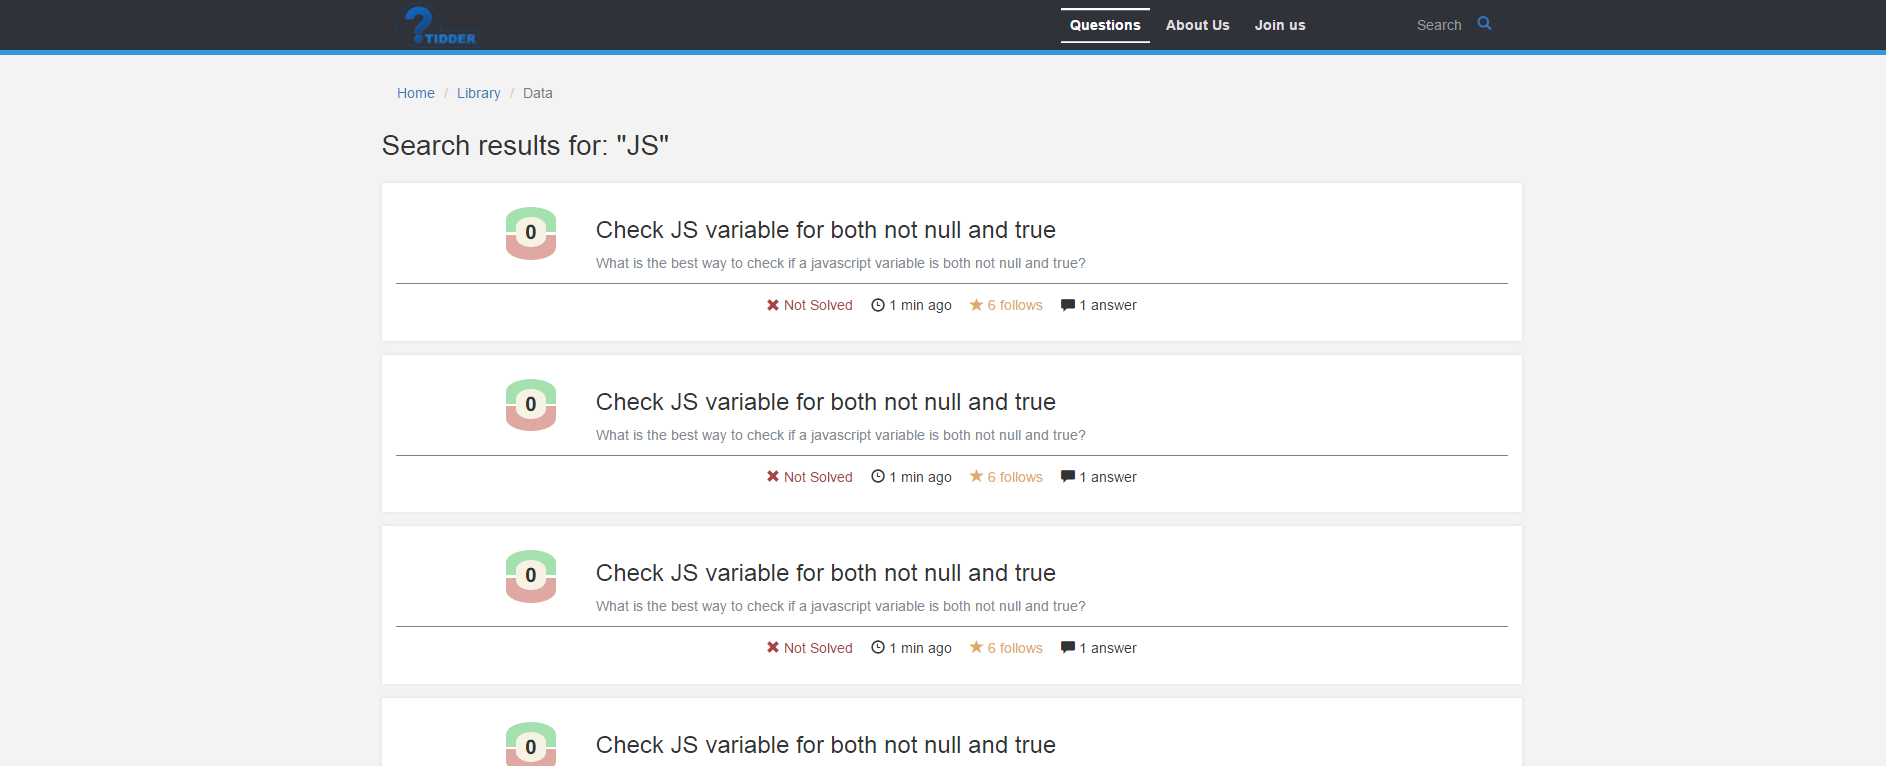 ?TIDDER
Questions About Us Join us Search
Home / Library / Data
Search results for: "JS"
0
Check JS variable for both not null and true
What is the best way to check if a javascript variable is both not null and true?
Not Solved 1 min ago 6 follows 1 answer
0
Check JS variable for both not null and true
What is the best way to check if a javascript variable is both not null and true?
Not Solved 1 min ago 6 follows 1 answer
0
Check JS variable for both not null and true
What is the best way to check if a javascript variable is both not null and true?
Not Solved 1 min ago 6 follows 1 answer
0
Check JS variable for both not null and true